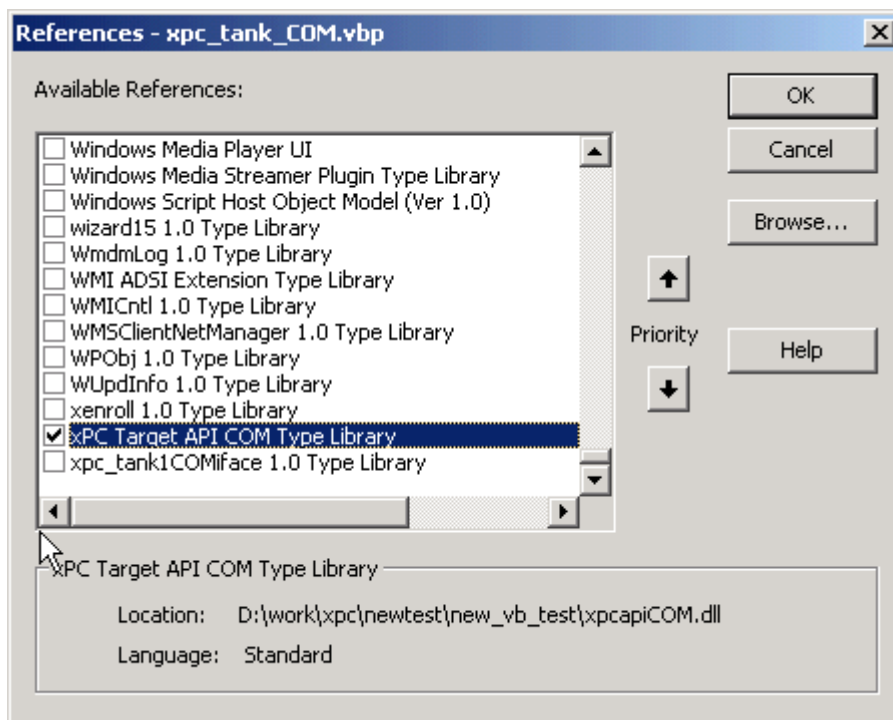 References - xpc_tank_COM.vbp
Available References:
Windows Media Player UI
Windows Media Streamer Plugin Type Library
Windows Script Host Object Model (Ver 1.0)
wizard15 1.0 Type Library
WmdmLog 1.0 Type Library
WMI ADSI Extension Type Library
WMICntl 1.0 Type Library
WMSClientNetManager 1.0 Type Library
WPObj 1.0 Type Library
WUpdInfo 1.0 Type Library
xenroll 1.0 Type Library
xPC Target API COM Type Library
xpc_tank1COMiface 1.0 Type Library
OK
Cancel
Browse...
Priority
Help
xPC Target API COM Type Library
Location: D:\work\xpc\newtest\new_vb_test\xpcapiCOM.dll
Language: Standard